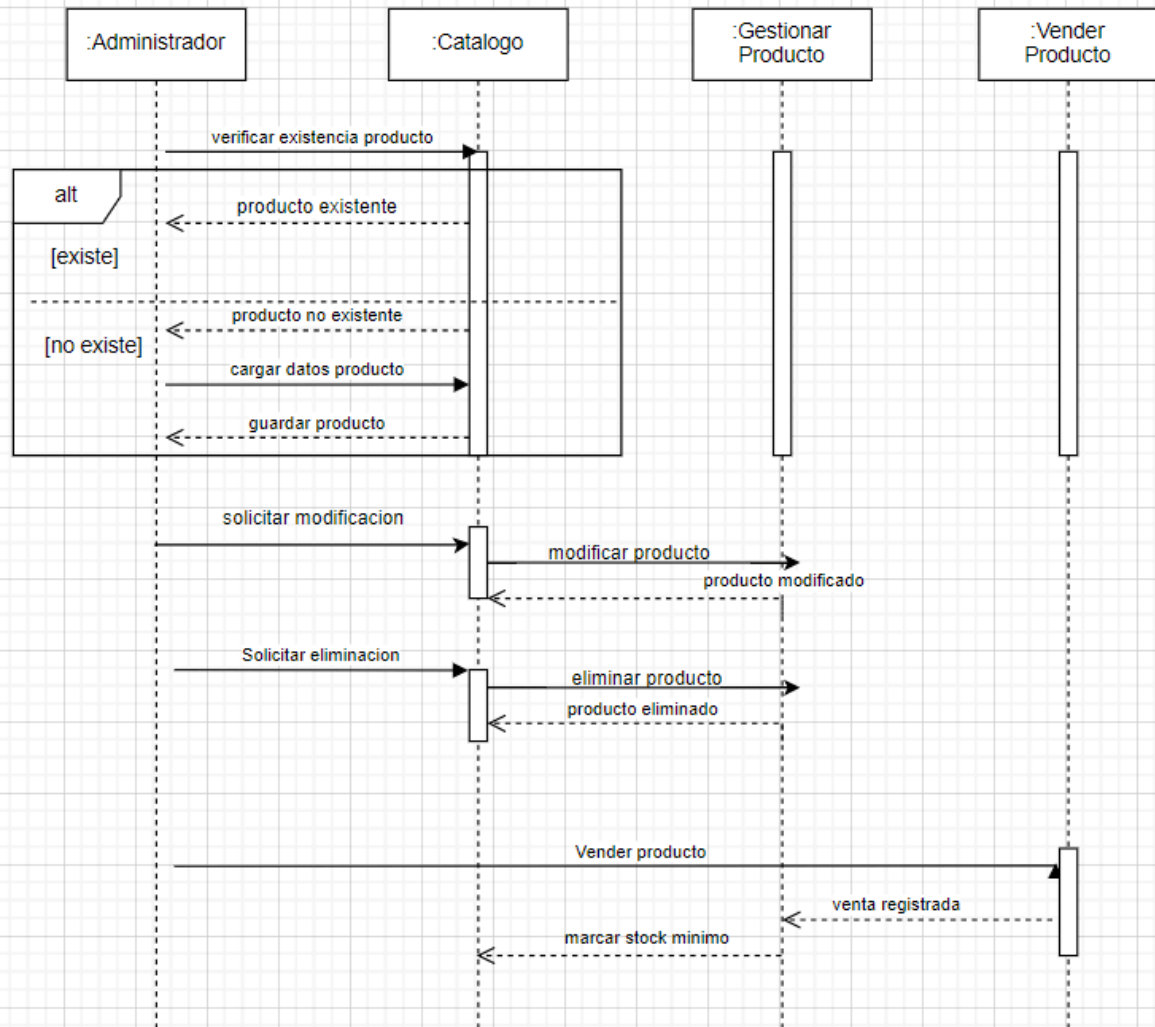 :Administrador
:Catalogo
:Gestionar
Producto
:Vender
Producto
verificar existencia producto
alt
producto existente
[existe]
producto no existente
[no existe]
cargar datos producto
guardar producto
solicitar modificacion
modificar producto
producto modificado
Solicitar eliminacion
eliminar producto
producto eliminado
Vender producto
venta registrada
marcar stock minimo